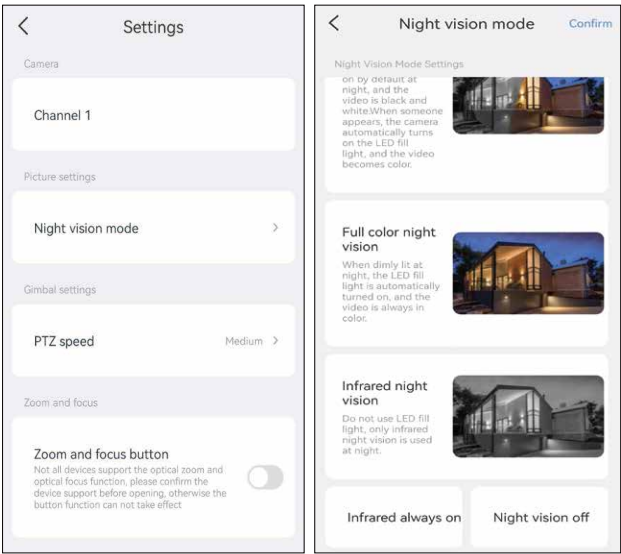 Settings
Camera
Channel 1
Picture settings
Night vision mode
Gimbal settings
PTZ speed
Medium
Zoom and focus
Zoom and focus button
Not all devices support the optical zoom and
optical focus function, please confirm the
device support before opening, otherwise the
button function can not take effect
Night vision mode
Confirm
Night Vision Mode Settings
on by default at
night, and the
video is black and
white.When someone
appears, the camera
automatically turns
on the LED fill
light, and the video
becomes color.
Full color night
vision
When dimly lit at
night, the LED fill
light is automatically
turned on, and the
video is always in
color.
Infrared night
vision
Do not use LED fill
light, only infrared
night vision is used
at night.
Infrared always on
Night vision off